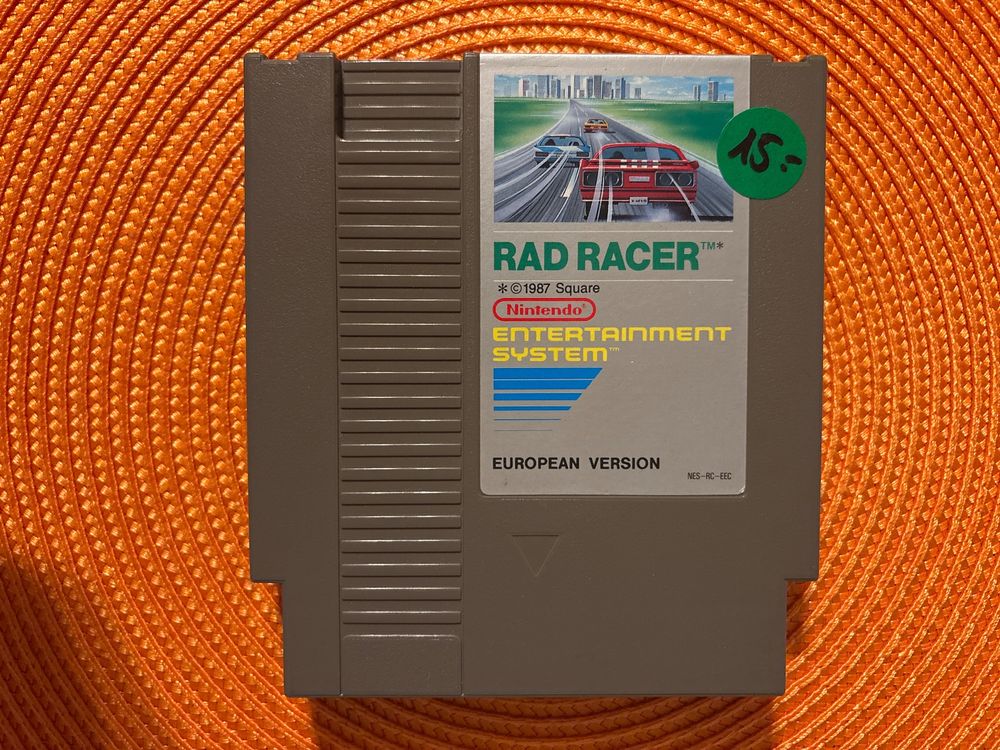 15.-
RAD RACER™*
*©1987 Square
Nintendo®
ENTERTAINMENT
SYSTEM™
EUROPEAN VERSION
NES-RC-EEC